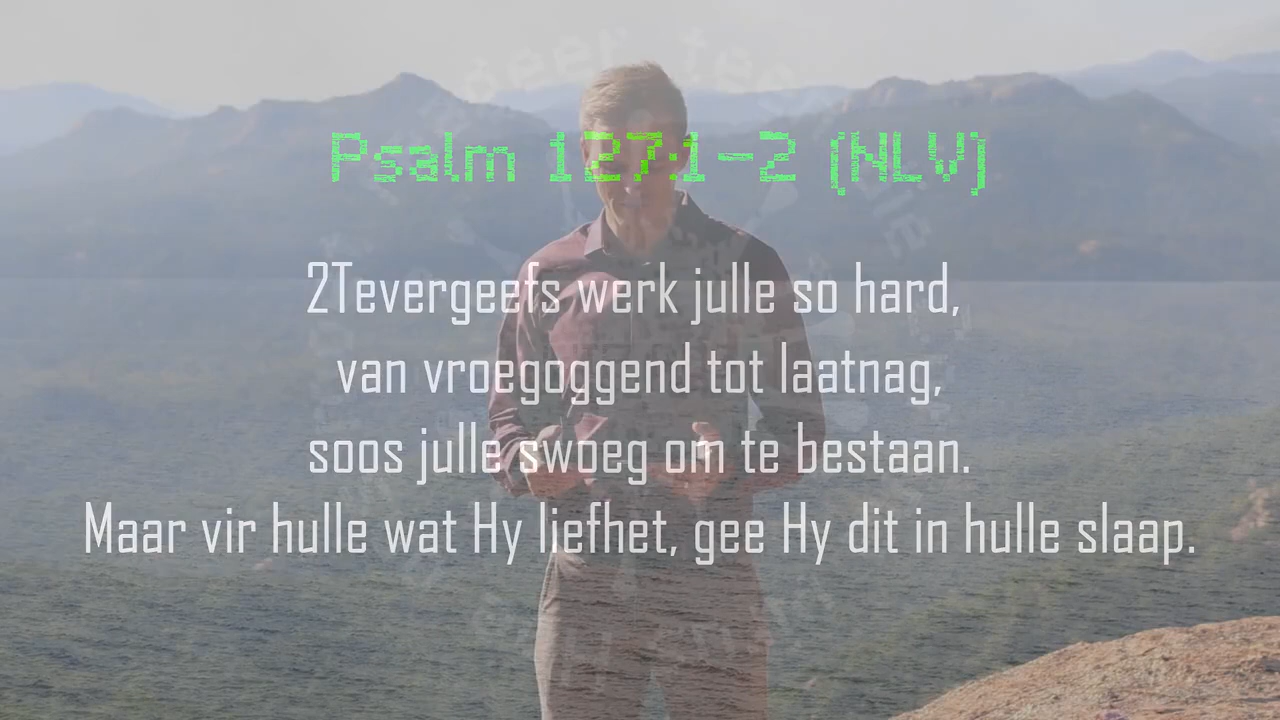 Psalm 127:1-2 (NLV)
2Tevergeefs werk julle so hard,
van vroegoggend tot laatnag,
soos julle swoeg om te bestaan.
Maar vir hulle wat Hy liefhet, gee Hy dit in hulle slaap.